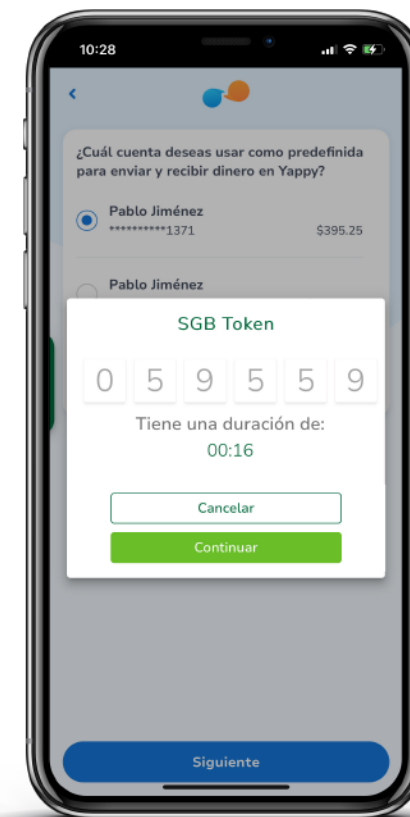 10:28
¿Cuál cuenta deseas usar como predefinida
para enviar y recibir dinero en Yappy?
Pablo Jiménez
**********1371 $395.25
Pablo Jiménez
SGB Token
0 5 9 5 5 9
Tiene una duración de:
00:16
Cancelar
Continuar
Siguiente